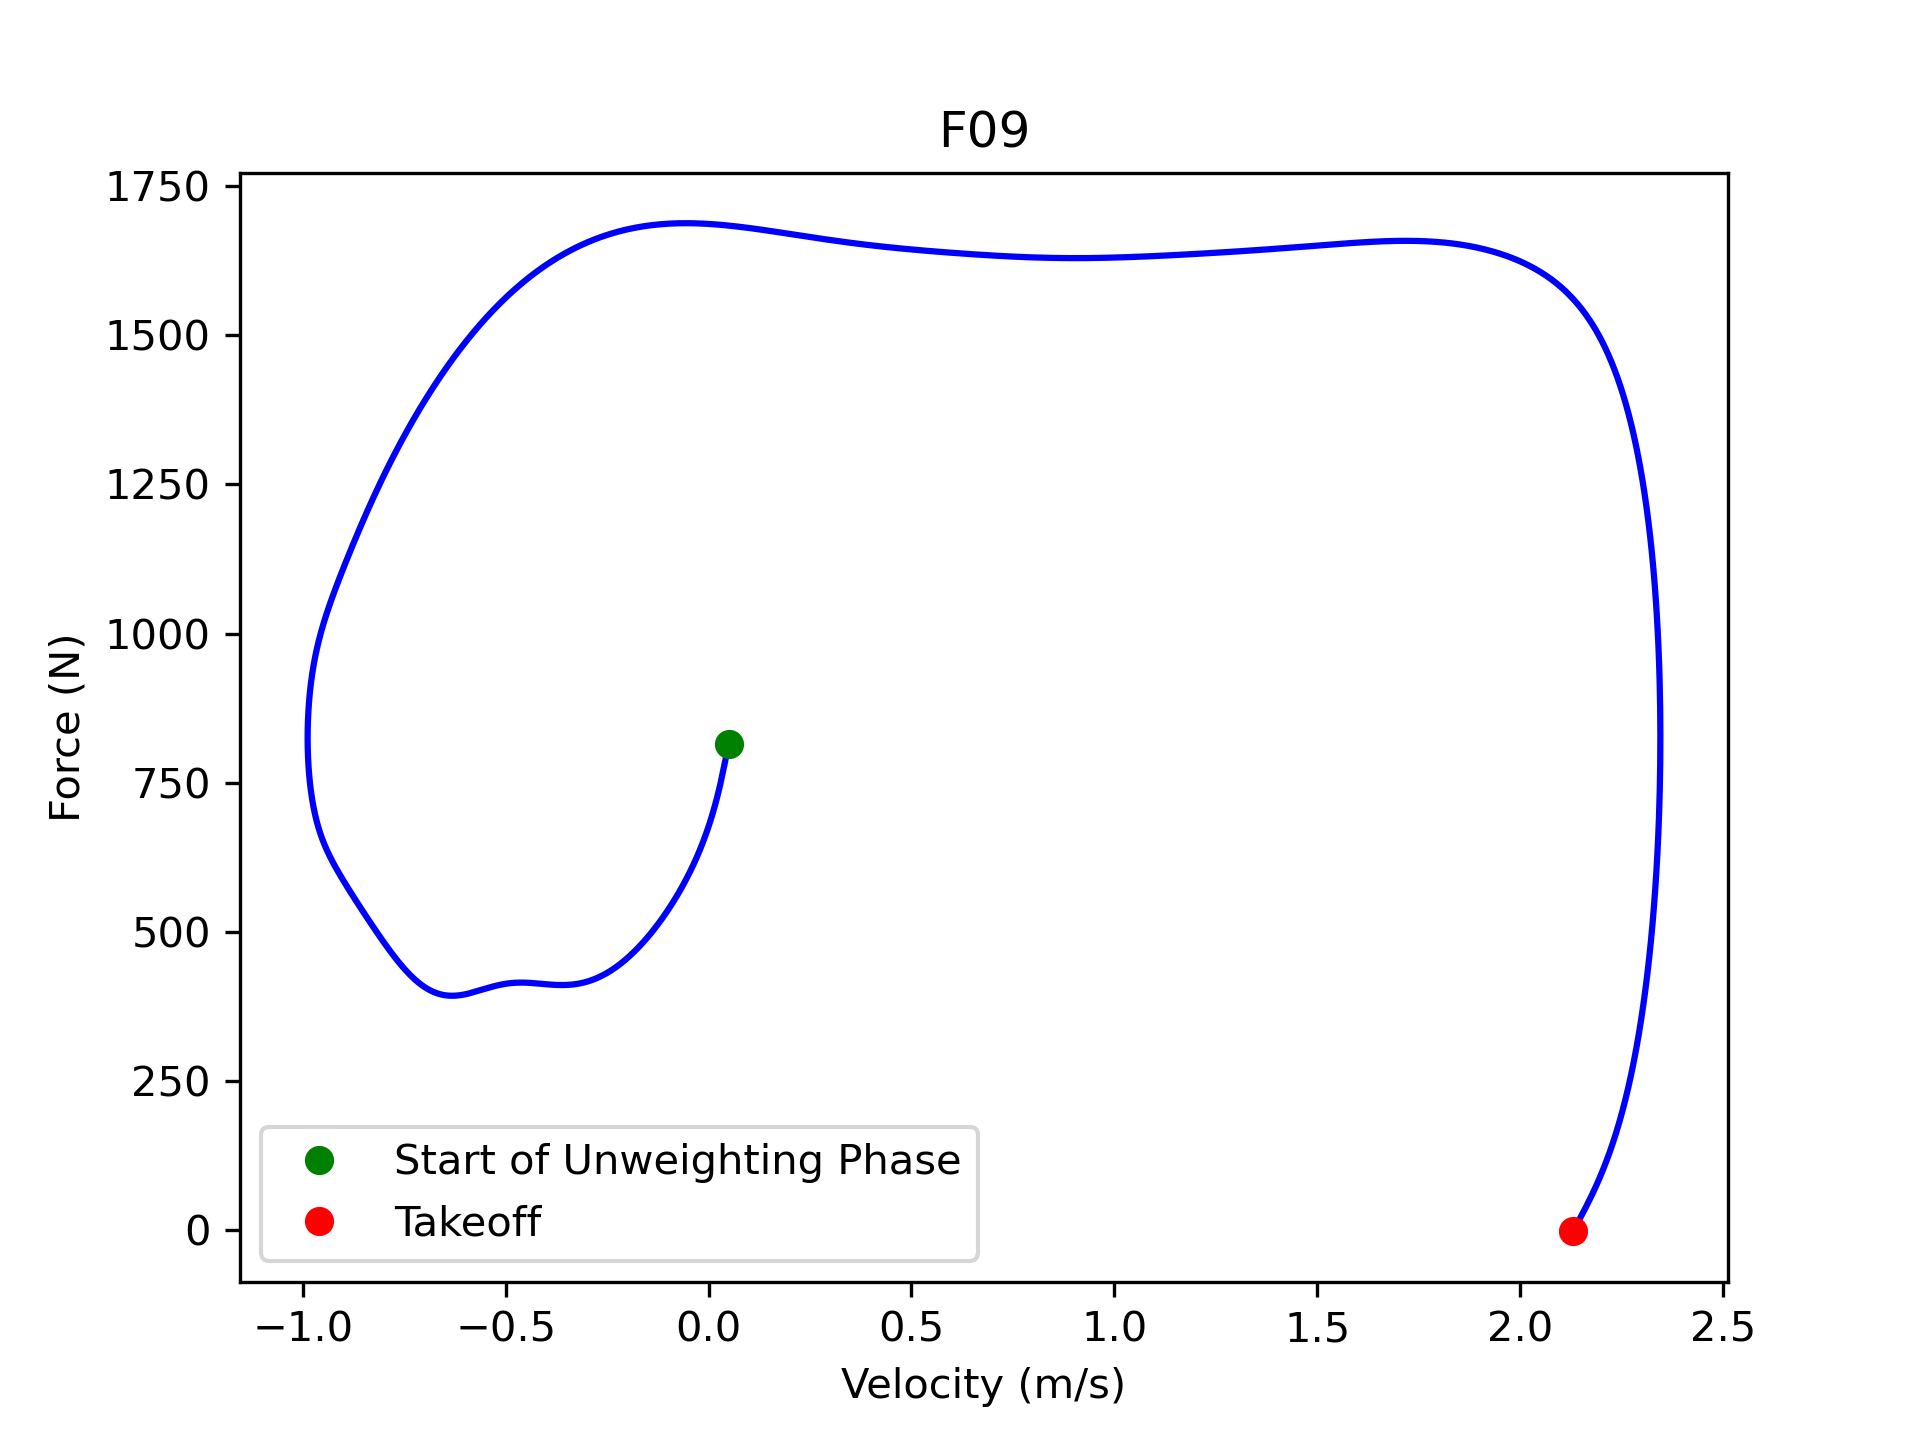 F09
1750
1500
1250
1000
750
500
250
0
Force (N)
Start of Unweighting Phase
Takeoff
−1.0 −0.5 0.0 0.5 1.0 1.5 2.0 2.5
Velocity (m/s)